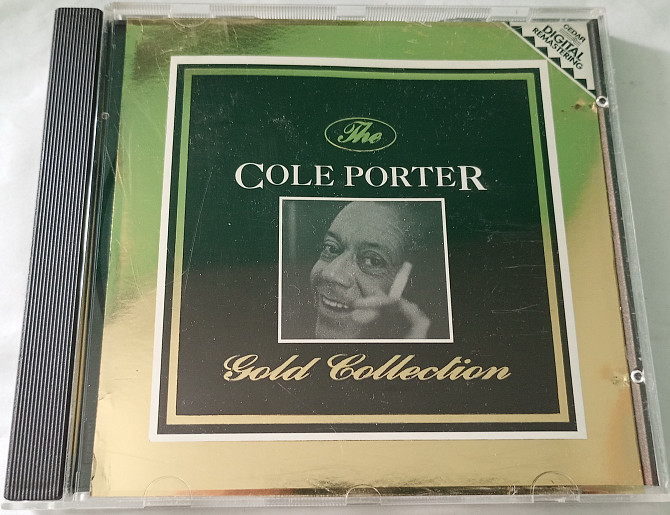 CEDAR
DIGITAL
REMASTERING
The
COLE PORTER
Gold Collection